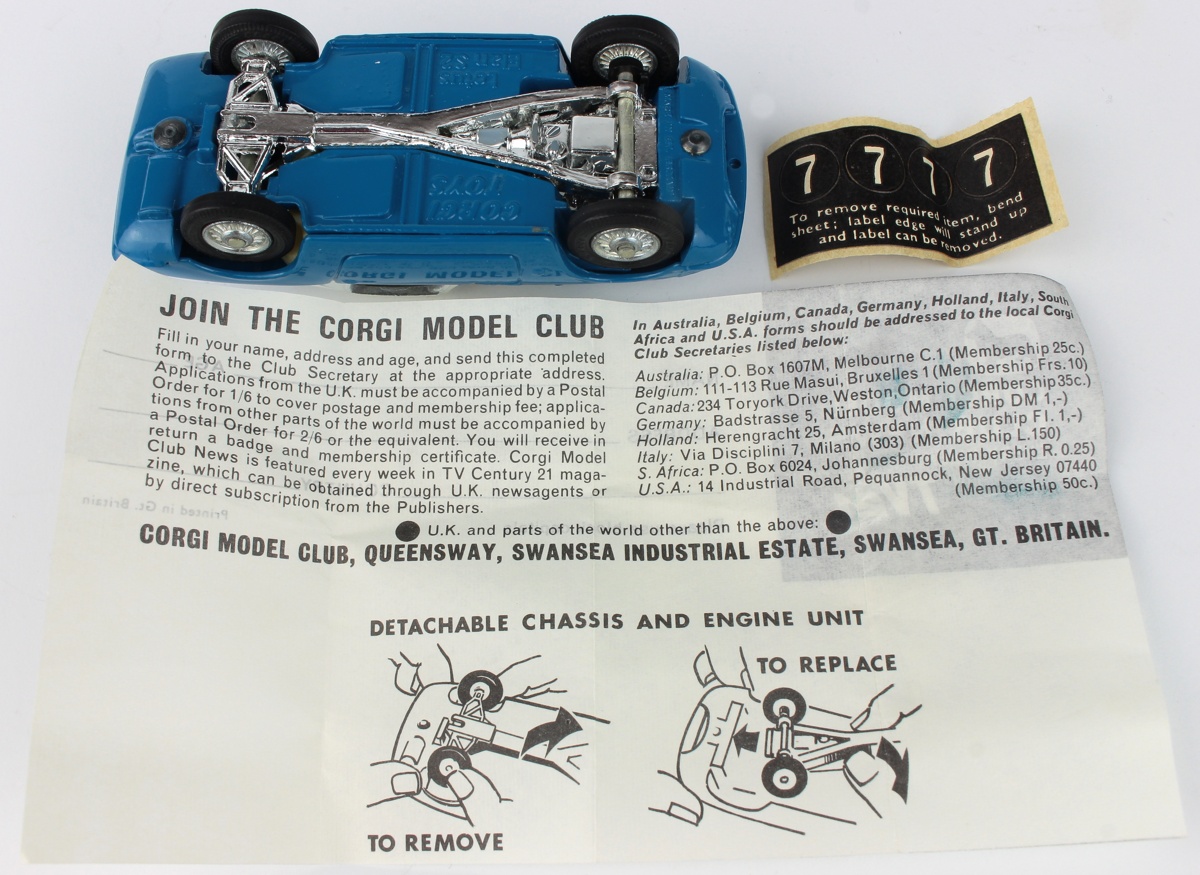 Lotus
Elan S2
CORGI
TOYS
7 7 7 7
To remove required item, bend
sheet; label edge will stand up
and label can be removed.
JOIN THE CORGI MODEL CLUB
Fill in your name, address and age, and send this completed
form to the Club Secretary at the appropriate address.
Applications from the U.K. must be accompanied by a Postal
Order for 1/6 to cover postage and membership fee; applica-
tions from other parts of the world must be accompanied by
a Postal Order for 2/6 or the equivalent. You will receive in
return a badge and membership certificate. Corgi Model
Club News is featured every week in TV Century 21 maga-
zine, which can be obtained through U.K. newsagents or
by direct subscription from the Publishers.
In Australia, Belgium, Canada, Germany, Holland, Italy, South
Africa and U.S.A. forms should be addressed to the local Corgi
Club Secretaries listed below:
Australia: P.O. Box 1607M, Melbourne C.1 (Membership 25c.)
Belgium: 111-113 Rue Masui, Bruxelles 1 (Membership Frs. 10)
Canada: 234 Toryork Drive, Weston, Ontario (Membership 35c.)
Germany: Badstrasse 5, Nürnberg (Membership DM 1,-)
Holland: Herengracht 25, Amsterdam (Membership Fl. 1,-)
Italy: Via Disciplini 7, Milano (303) (Membership L.150)
S. Africa: P.O. Box 6024, Johannesburg (Membership R. 0.25)
U.S.A.: 14 Industrial Road, Pequannock, New Jersey 07440
(Membership 50c.)
Printed in Gt. Britain
U.K. and parts of the world other than the above:
CORGI MODEL CLUB, QUEENSWAY, SWANSEA INDUSTRIAL ESTATE, SWANSEA, GT. BRITAIN.
DETACHABLE CHASSIS AND ENGINE UNIT
TO REPLACE
TO REMOVE